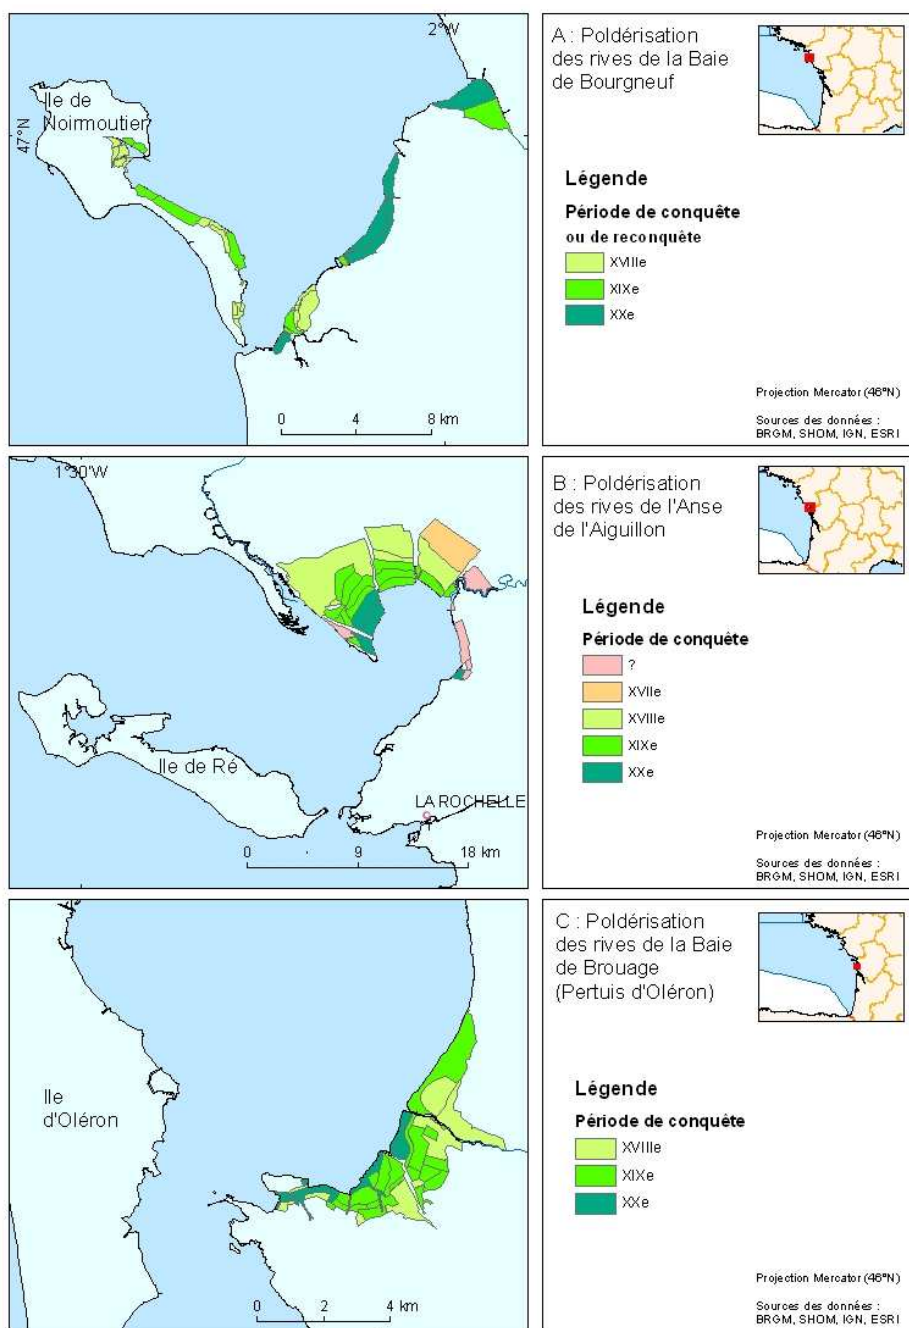 2°W
47°N
Ile de
Noirmoutier
0 4 8 km
A : Poldérisation
des rives de la Baie
de Bourgneuf
Légende
Période de conquête
ou de reconquête
XVIIIe
XIXe
XXe
Projection Mercator (46°N)
Sources des données :
BRGM, SHOM, IGN, ESRI
1°30'W
Ile de Ré
LA ROCHELLE
0 9 18 km
B : Poldérisation
des rives de l'Anse
de l'Aiguillon
Légende
Période de conquête
?
XVIIe
XVIIIe
XIXe
XXe
Projection Mercator (46°N)
Sources des données :
BRGM, SHOM, IGN, ESRI
Ile
d'Oléron
0 2 4 km
C : Poldérisation
des rives de la Baie
de Brouage
(Pertuis d'Oléron)
Légende
Période de conquête
XVIIIe
XIXe
XXe
Projection Mercator (46°N)
Sources des données :
BRGM, SHOM, IGN, ESRI